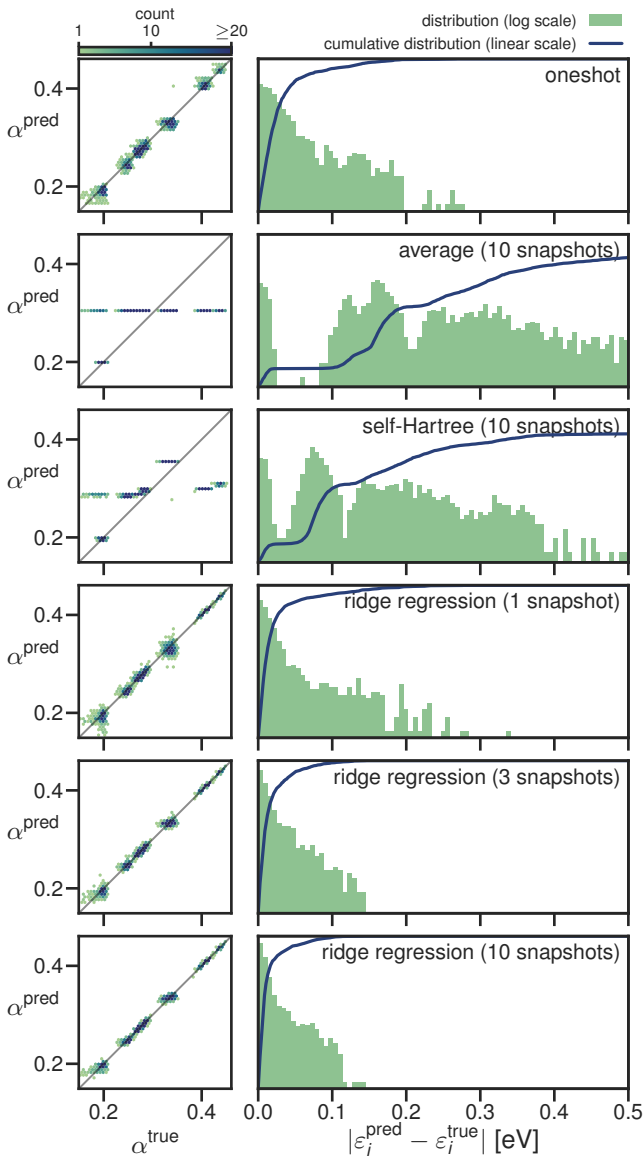 count
1 10 ≥20
distribution (log scale)
cumulative distribution (linear scale)
oneshot
0.4
α^pred
0.2
average (10 snapshots)
0.4
α^pred
0.2
self-Hartree (10 snapshots)
0.4
α^pred
0.2
ridge regression (1 snapshot)
0.4
α^pred
0.2
ridge regression (3 snapshots)
0.4
α^pred
0.2
ridge regression (10 snapshots)
0.4
α^pred
0.2
0.2 0.4 0.0 0.1 0.2 0.3 0.4 0.5
α^true |ε_i^pred − ε_i^true| [eV]